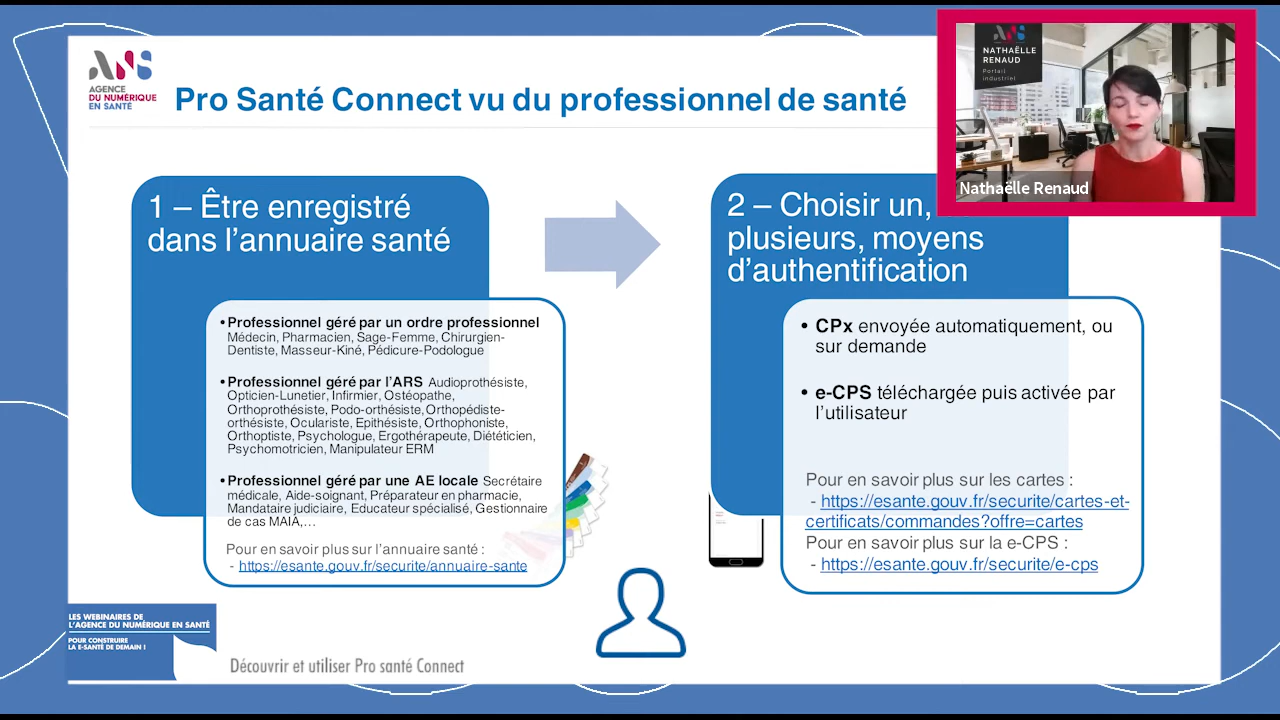 AGENCE
DU NUMÉRIQUE
EN SANTÉ
Pro Santé Connect vu du professionnel de santé
NATHAËLLE
RENAUD
Portail
industriel
Nathaëlle Renaud
1 – Être enregistré
dans l’annuaire santé
•Professionnel géré par un ordre professionnel
Médecin, Pharmacien, Sage-Femme, Chirurgien-
Dentiste, Masseur-Kiné, Pédicure-Podologue
•Professionnel géré par l’ARS Audioprothésiste,
Opticien-Lunetier, Infirmier, Ostéopathe,
Orthoprothésiste, Podo-orthésiste, Orthopédiste-
orthésiste, Oculariste, Epithésiste, Orthophoniste,
Orthoptiste, Psychologue, Ergothérapeute, Diététicien,
Psychomotricien, Manipulateur ERM
•Professionnel géré par une AE locale Secrétaire
médicale, Aide-soignant, Préparateur en pharmacie,
Mandataire judiciaire, Educateur spécialisé, Gestionnaire
de cas MAIA,…
Pour en savoir plus sur l’annuaire santé :
- https://esante.gouv.fr/securite/annuaire-sante
2 – Choisir un,
plusieurs, moyens
d’authentification
• CPx envoyée automatiquement, ou
sur demande
• e-CPS téléchargée puis activée par
l’utilisateur
Pour en savoir plus sur les cartes :
- https://esante.gouv.fr/securite/cartes-et-
certificats/commandes?offre=cartes
Pour en savoir plus sur la e-CPS :
- https://esante.gouv.fr/securite/e-cps
LES WEBINAIRES DE
L’AGENCE DU NUMÉRIQUE EN SANTÉ
POUR CONSTRUIRE
LA E-SANTÉ DE DEMAIN !
Découvrir et utiliser Pro santé Connect